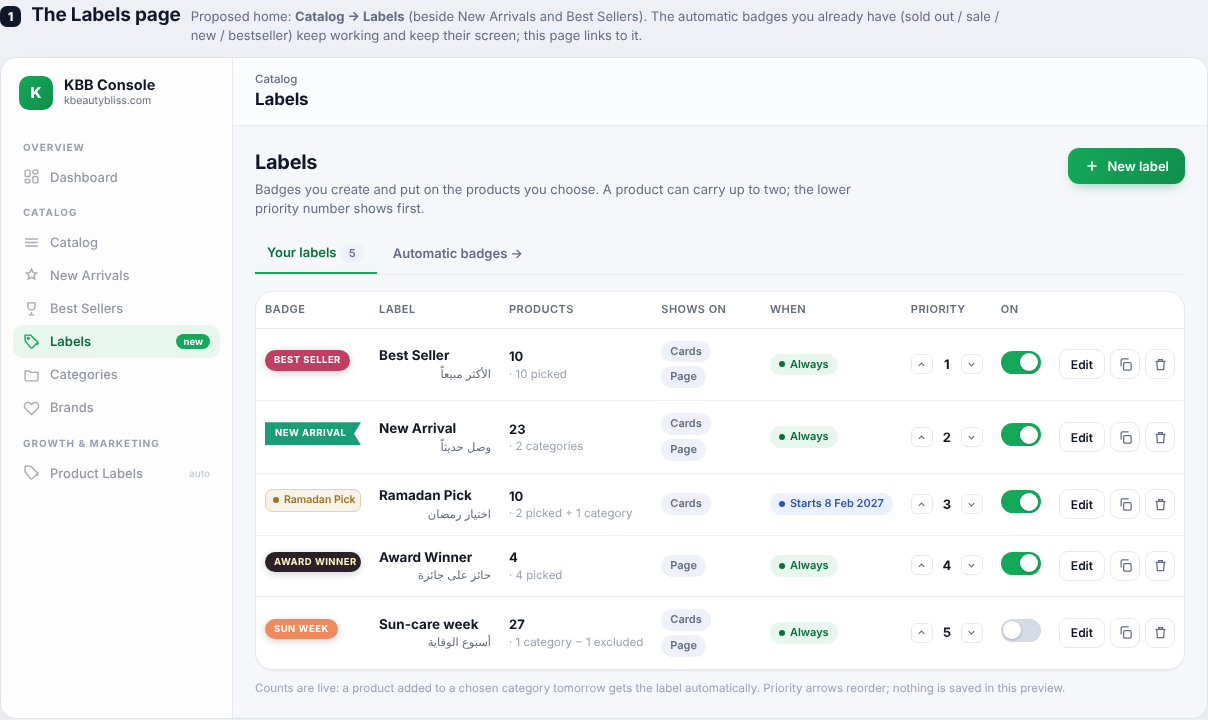 1 The Labels page
Proposed home: Catalog → Labels (beside New Arrivals and Best Sellers). The automatic badges you already have (sold out / sale /
new / bestseller) keep working and keep their screen; this page links to it.
K
KBB Console
kbeautybliss.com
OVERVIEW
Dashboard
CATALOG
Catalog
New Arrivals
Best Sellers
Labels new
Categories
Brands
GROWTH & MARKETING
Product Labels auto
Catalog
Labels
Labels
Badges you create and put on the products you choose. A product can carry up to two; the lower
priority number shows first.
+ New label
Your labels 5 Automatic badges →
BADGE LABEL PRODUCTS SHOWS ON WHEN PRIORITY ON
BEST SELLER
Best Seller
الأكثر مبيعاً
10
· 10 picked
Cards
Page
Always
1
Edit
NEW ARRIVAL
New Arrival
وصل حديثاً
23
· 2 categories
Cards
Page
Always
2
Edit
Ramadan Pick
Ramadan Pick
اختيار رمضان
10
· 2 picked + 1 category
Cards
Starts 8 Feb 2027
3
Edit
AWARD WINNER
Award Winner
حائز على جائزة
4
· 4 picked
Page
Always
4
Edit
SUN WEEK
Sun-care week
أسبوع الوقاية
27
· 1 category − 1 excluded
Cards
Page
Always
5
Edit
Counts are live: a product added to a chosen category tomorrow gets the label automatically. Priority arrows reorder; nothing is saved in this preview.